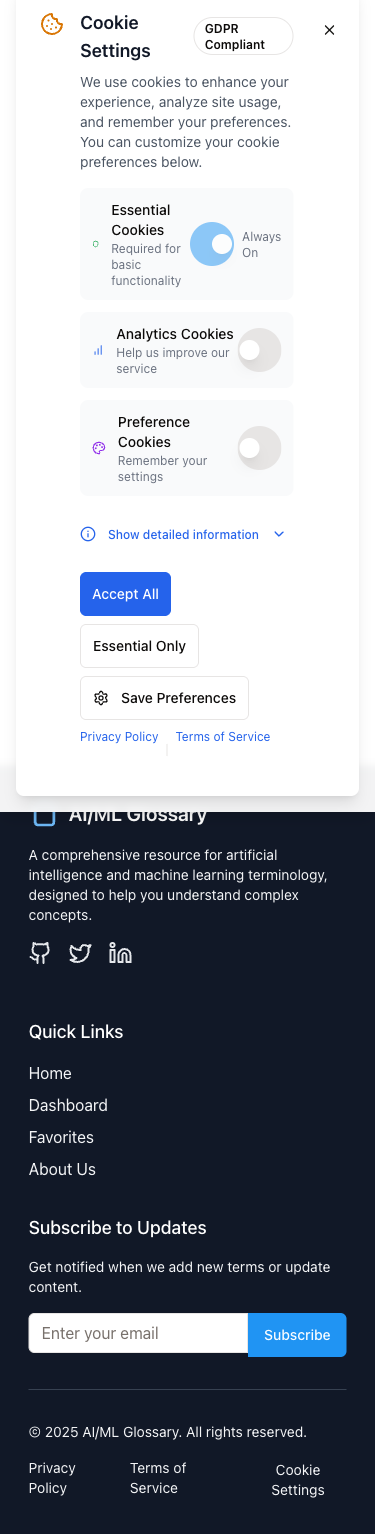 Cookie
Settings
GDPR
Compliant
We use cookies to enhance your
experience, analyze site usage,
and remember your preferences.
You can customize your cookie
preferences below.
Essential
Cookies
Required for
basic
functionality
Always
On
Analytics Cookies
Help us improve our
service
Preference
Cookies
Remember your
settings
Show detailed information
Accept All
Essential Only
Save Preferences
Privacy Policy
Terms of Service
AI/ML Glossary
A comprehensive resource for artificial
intelligence and machine learning terminology,
designed to help you understand complex
concepts.
Quick Links
Home
Dashboard
Favorites
About Us
Subscribe to Updates
Get notified when we add new terms or update
content.
Enter your email
Subscribe
© 2025 AI/ML Glossary. All rights reserved.
Privacy
Policy
Terms of
Service
Cookie
Settings